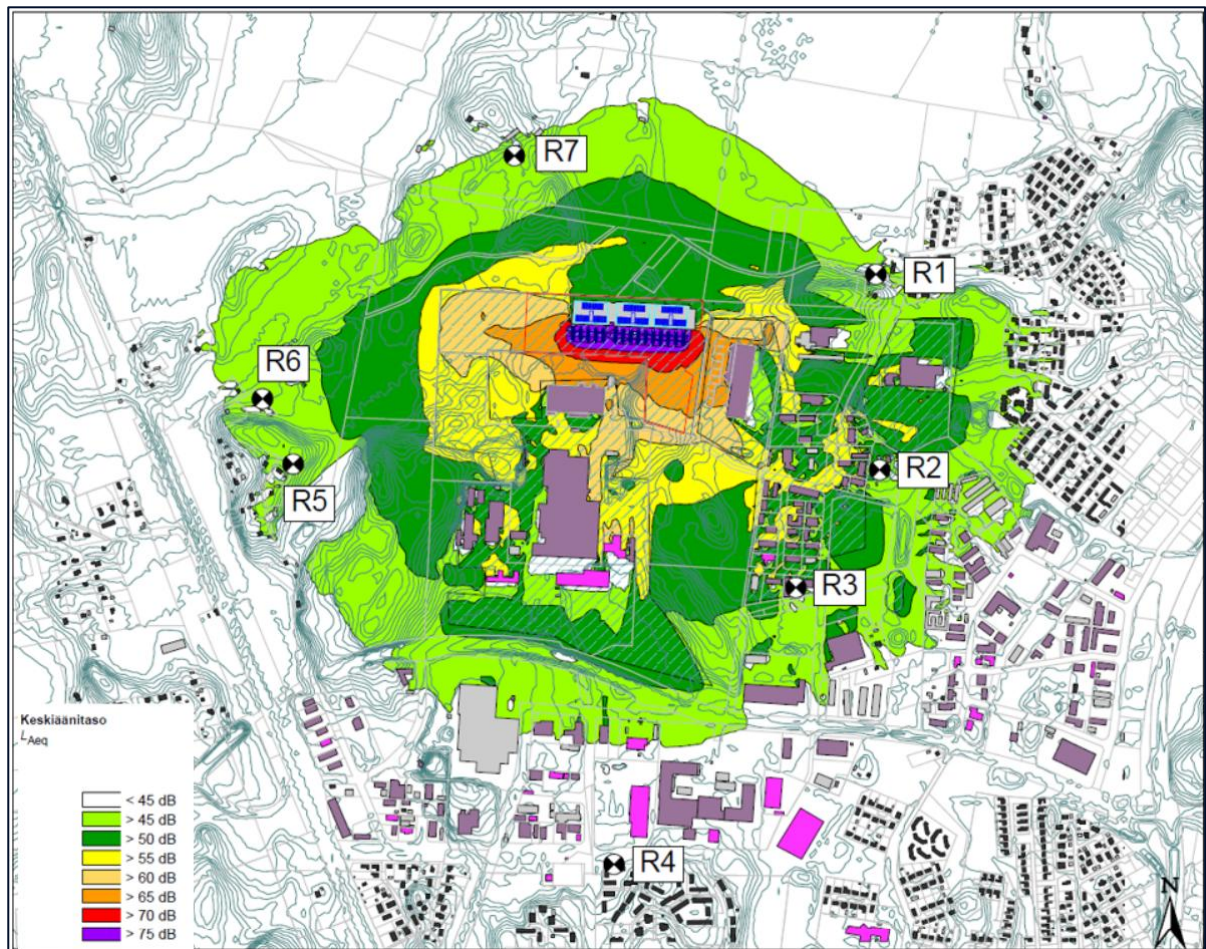 R7
R1
R6
R2
R5
R3
R4
Keskiäänitaso
LAeq
< 45 dB
> 45 dB
> 50 dB
> 55 dB
> 60 dB
> 65 dB
> 70 dB
> 75 dB
N